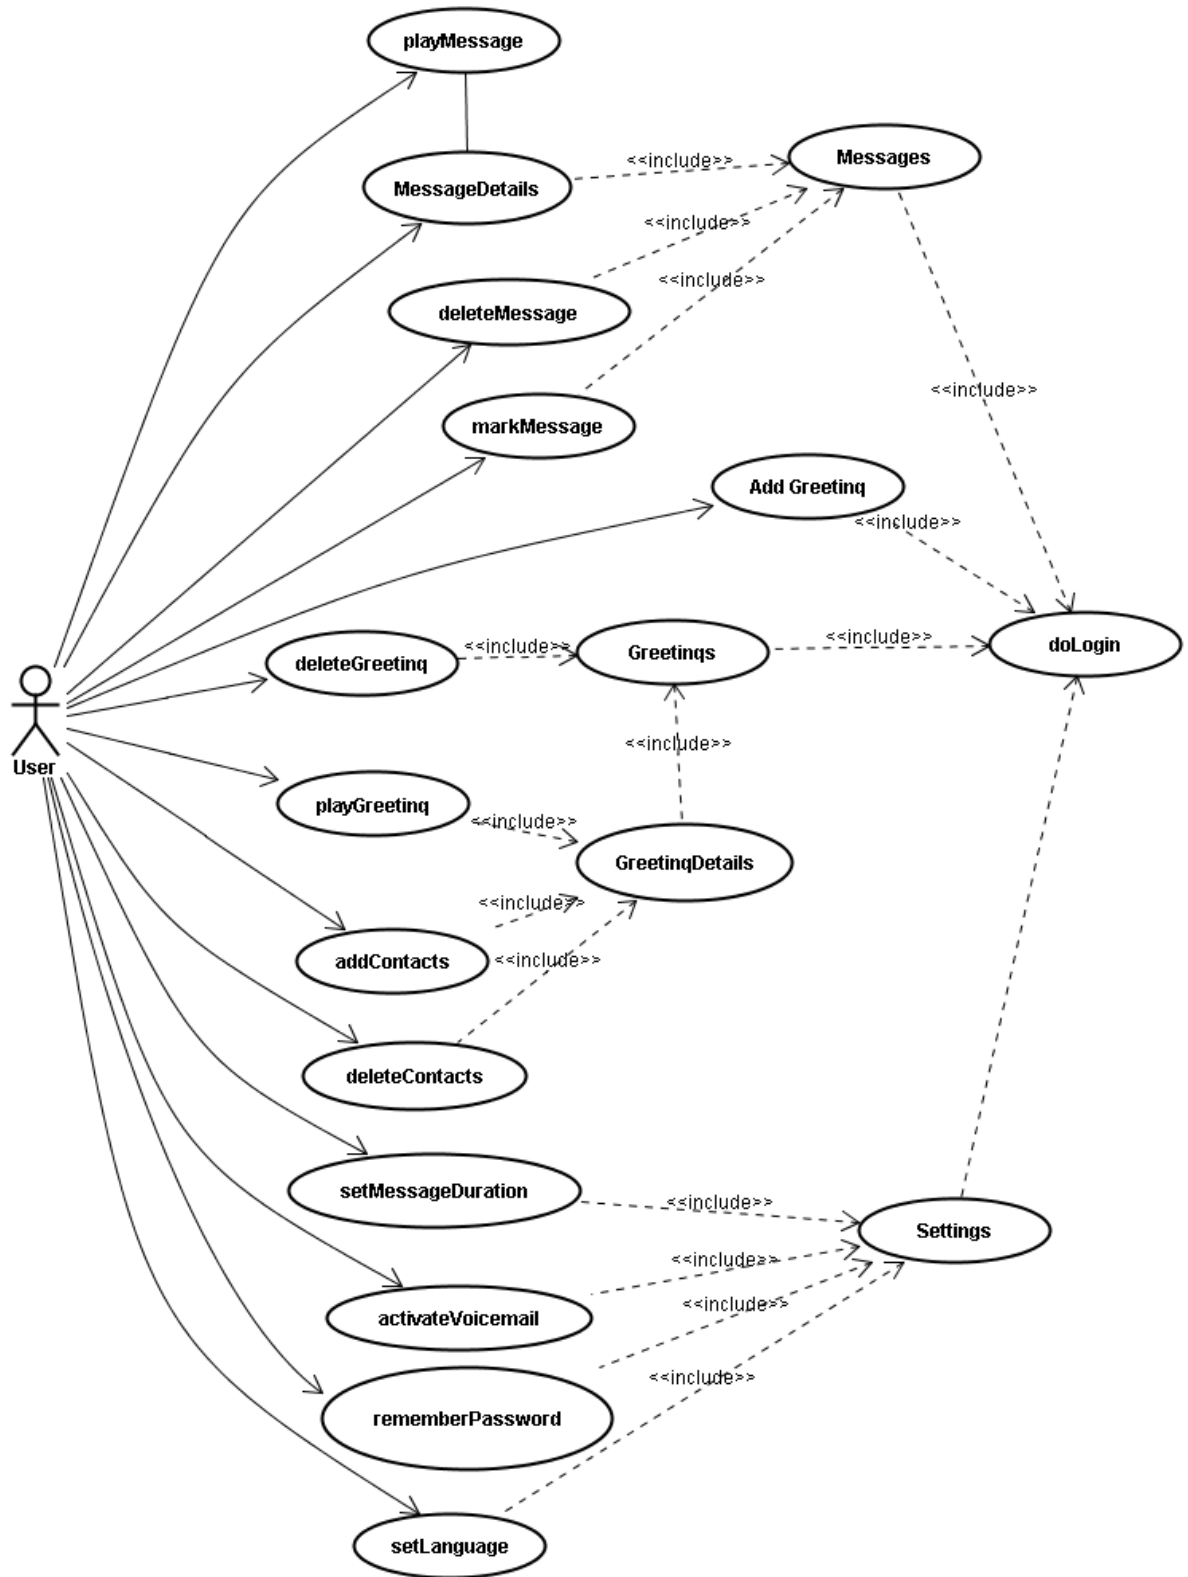 playMessage
<<include>>
Messages
MessageDetails
<<include>>
<<include>>
deleteMessage
<<include>>
markMessage
Add Greetinq
<<include>>
deleteGreetinq
<<include>>
Greetinqs
<<include>>
doLogin
<<include>>
User
playGreetinq
<<include>>
GreetinqDetails
<<include>>
addContacts
<<include>>
deleteContacts
setMessageDuration
<<include>>
Settings
<<include>>
activateVoicemail
<<include>>
<<include>>
rememberPassword
setLanguage